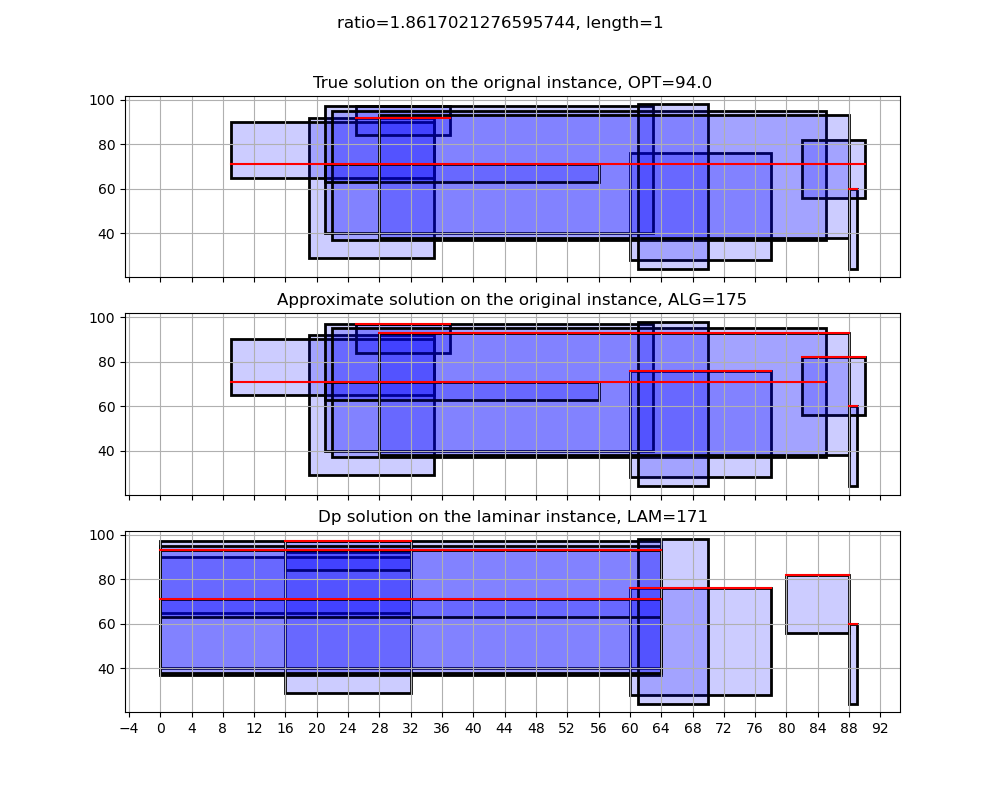 ratio=1.8617021276595744, length=1
True solution on the orignal instance, OPT=94.0
100
80
60
40
Approximate solution on the original instance, ALG=175
100
80
60
40
Dp solution on the laminar instance, LAM=171
100
80
60
40
−4 0 4 8 12 16 20 24 28 32 36 40 44 48 52 56 60 64 68 72 76 80 84 88 92